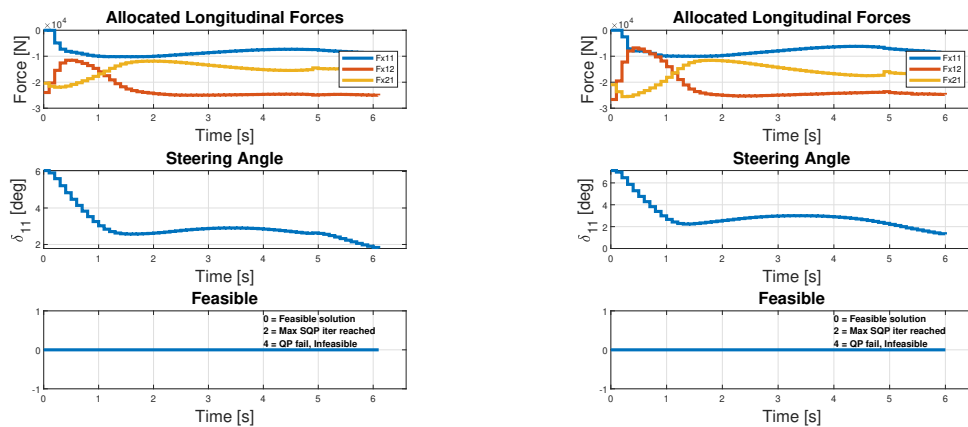 Allocated Longitudinal Forces
×10⁴
0
-1
-2
-3
Force [N]
Fx11
Fx12
Fx21
0 1 2 3 4 5 6
Time [s]
Steering Angle
6
4
2
δ11 [deg]
0 1 2 3 4 5 6
Time [s]
Feasible
1
0
-1
0 = Feasible solution
2 = Max SQP iter reached
4 = QP fail, Infeasible
0 1 2 3 4 5 6
Time [s]
Allocated Longitudinal Forces
×10⁴
0
-1
-2
-3
Force [N]
Fx11
Fx12
Fx21
0 1 2 3 4 5 6
Time [s]
Steering Angle
6
4
2
0
δ11 [deg]
0 1 2 3 4 5 6
Time [s]
Feasible
1
0
-1
0 = Feasible solution
2 = Max SQP iter reached
4 = QP fail, Infeasible
0 1 2 3 4 5 6
Time [s]